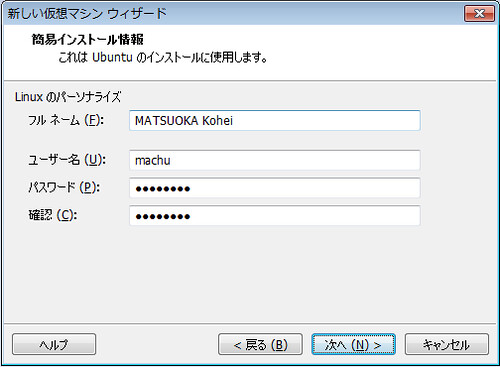 新しい仮想マシン ウィザード
簡易インストール情報
これは Ubuntu のインストールに使用します。
Linux のパーソナライズ
フル ネーム (F): MATSUOKA Kohei
ユーザー名 (U): machu
パスワード (P): ●●●●●●●●
確認 (C): ●●●●●●●●
ヘルプ < 戻る (B) 次へ (N) > キャンセル